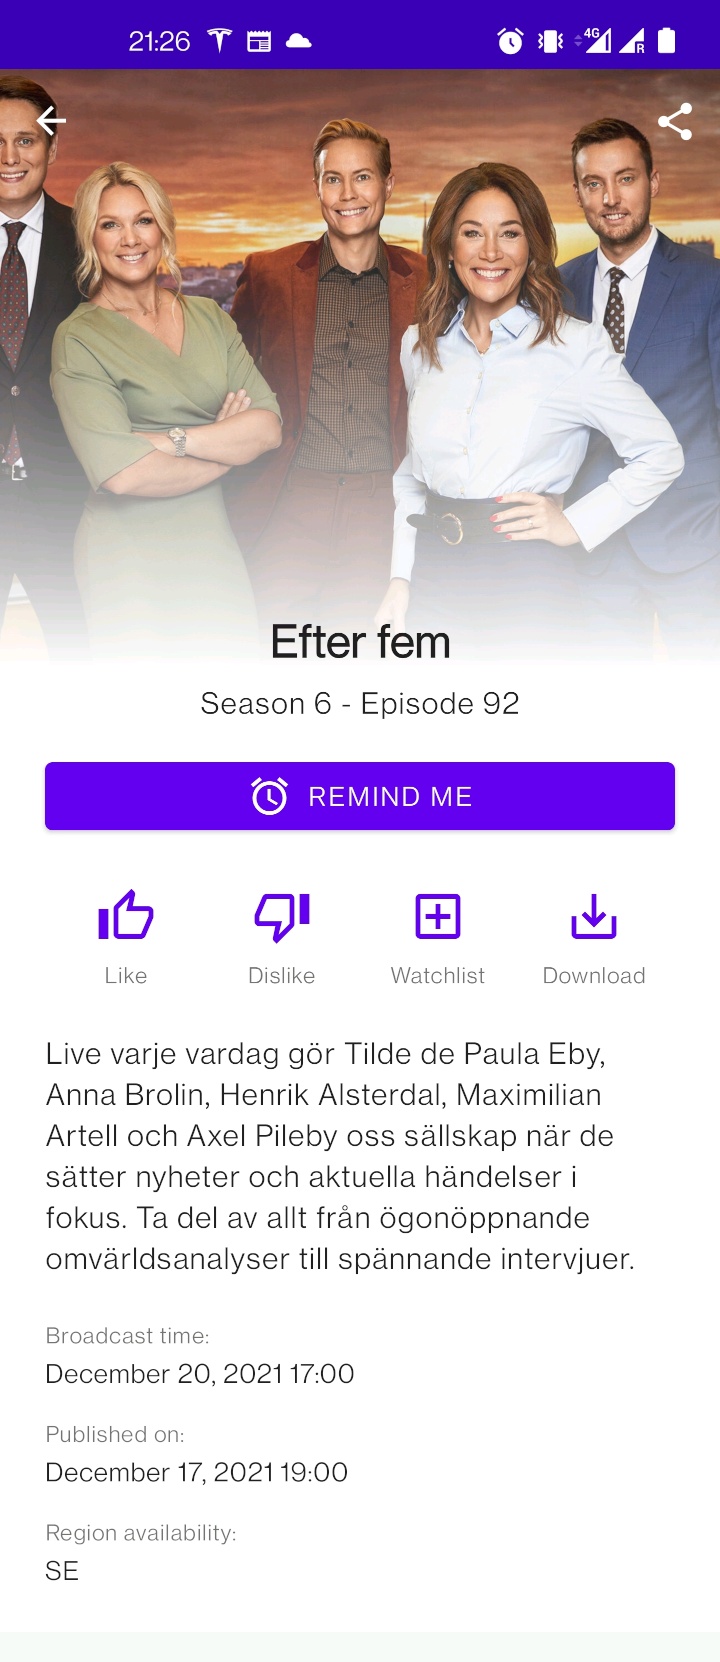 21:26
4G
R
Efter fem
Season 6 - Episode 92
REMIND ME
Like
Dislike
Watchlist
Download
Live varje vardag gör Tilde de Paula Eby,
Anna Brolin, Henrik Alsterdal, Maximilian
Artell och Axel Pileby oss sällskap när de
sätter nyheter och aktuella händelser i
fokus. Ta del av allt från ögonöppnande
omvärldsanalyser till spännande intervjuer.
Broadcast time:
December 20, 2021 17:00
Published on:
December 17, 2021 19:00
Region availability:
SE